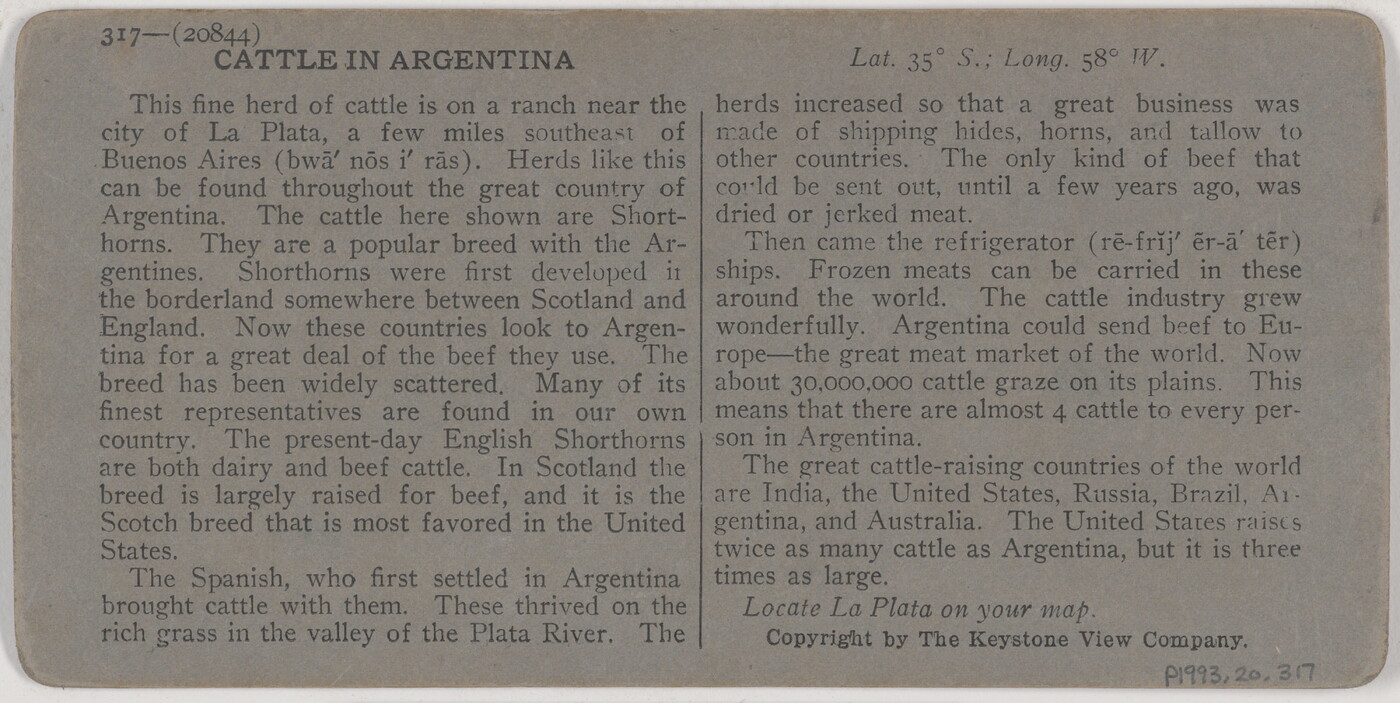 317—(20844)
CATTLE IN ARGENTINA
This fine herd of cattle is on a ranch near the
city of La Plata, a few miles southeast of
Buenos Aires (bwā′ nōs i′ rās). Herds like this
can be found throughout the great country of
Argentina. The cattle here shown are Short-
horns. They are a popular breed with the Ar-
gentines. Shorthorns were first developed in
the borderland somewhere between Scotland and
England. Now these countries look to Argen-
tina for a great deal of the beef they use. The
breed has been widely scattered. Many of its
finest representatives are found in our own
country. The present-day English Shorthorns
are both dairy and beef cattle. In Scotland the
breed is largely raised for beef, and it is the
Scotch breed that is most favored in the United
States.
The Spanish, who first settled in Argentina
brought cattle with them. These thrived on the
rich grass in the valley of the Plata River. The
Lat. 35° S.; Long. 58° W.
herds increased so that a great business was
made of shipping hides, horns, and tallow to
other countries. The only kind of beef that
could be sent out, until a few years ago, was
dried or jerked meat.
Then came the refrigerator (rē-frĭj′ ẽr-ā′ tẽr)
ships. Frozen meats can be carried in these
around the world. The cattle industry grew
wonderfully. Argentina could send beef to Eu-
rope—the great meat market of the world. Now
about 30,000,000 cattle graze on its plains. This
means that there are almost 4 cattle to every per-
son in Argentina.
The great cattle-raising countries of the world
are India, the United States, Russia, Brazil, Ar-
gentina, and Australia. The United States raises
twice as many cattle as Argentina, but it is three
times as large.
Locate La Plata on your map.
Copyright by The Keystone View Company.
P1993.20.317